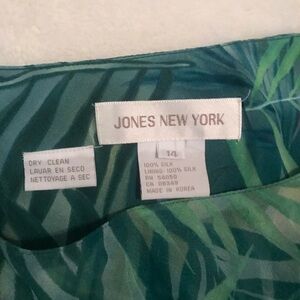 JONES NEW YORK
14
DRY CLEAN
LAVAR EN SECO
NETTOYAGE A SEC
100% SILK
LINING: 100% SILK
RN 54050
CA 08349
MADE IN KOREA